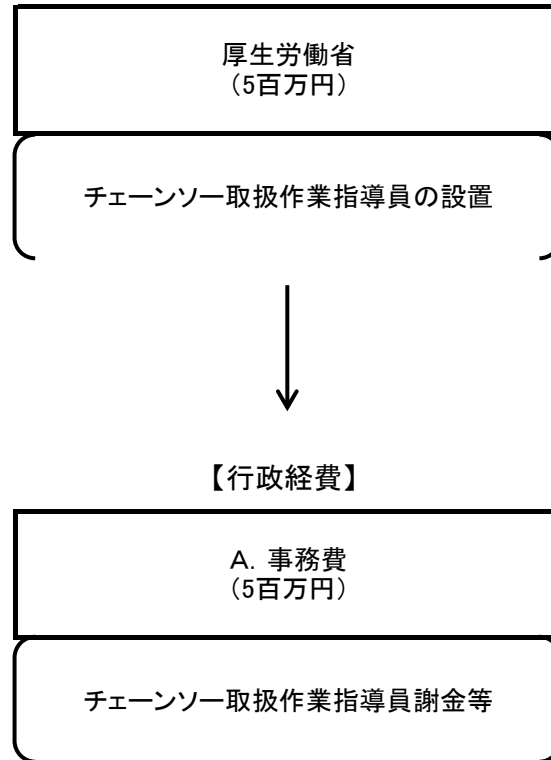 厚生労働省
（5百万円）
チェーンソー取扱作業指導員の設置
【行政経費】
A．事務費
（5百万円）
チェーンソー取扱作業指導員謝金等